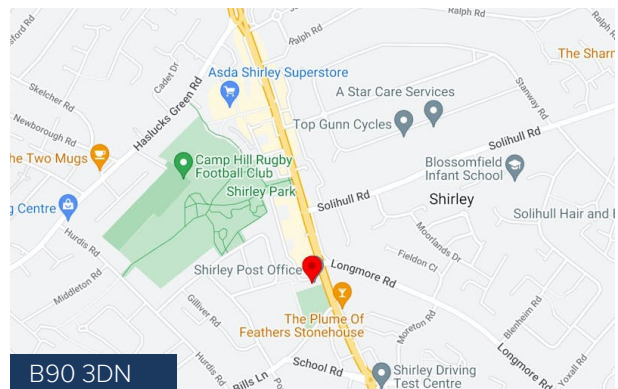 Ralph Rd
Ralph Rd
sford Rd
Cadet Dr
The Sharm
Asda Shirley Superstore
Skelcher Rd
Haslucks Green Rd
A Star Care Services
Stanway Rd
Newborough Rd
Top Gunn Cycles
Solihull Rd
he Two Mugs
Camp Hill Rugby
Football Club
Blossomfield
Infant School
Shirley Park
Solihull Rd
Shirley
g Centre
Solihull Hair and
Hurdis Rd
Moorlands Dr
Fieldon Cl
Shirley Post Office
Longmore Rd
Middleton Rd
Gilliver Rd
Blenheim Rd
The Plume Of
Feathers Stonehouse
Moreton Rd
Hurdis Rd
School Rd
Longmore Rd
Yoxall Rd
Bills Ln
Shirley Driving
Test Centre
B90 3DN